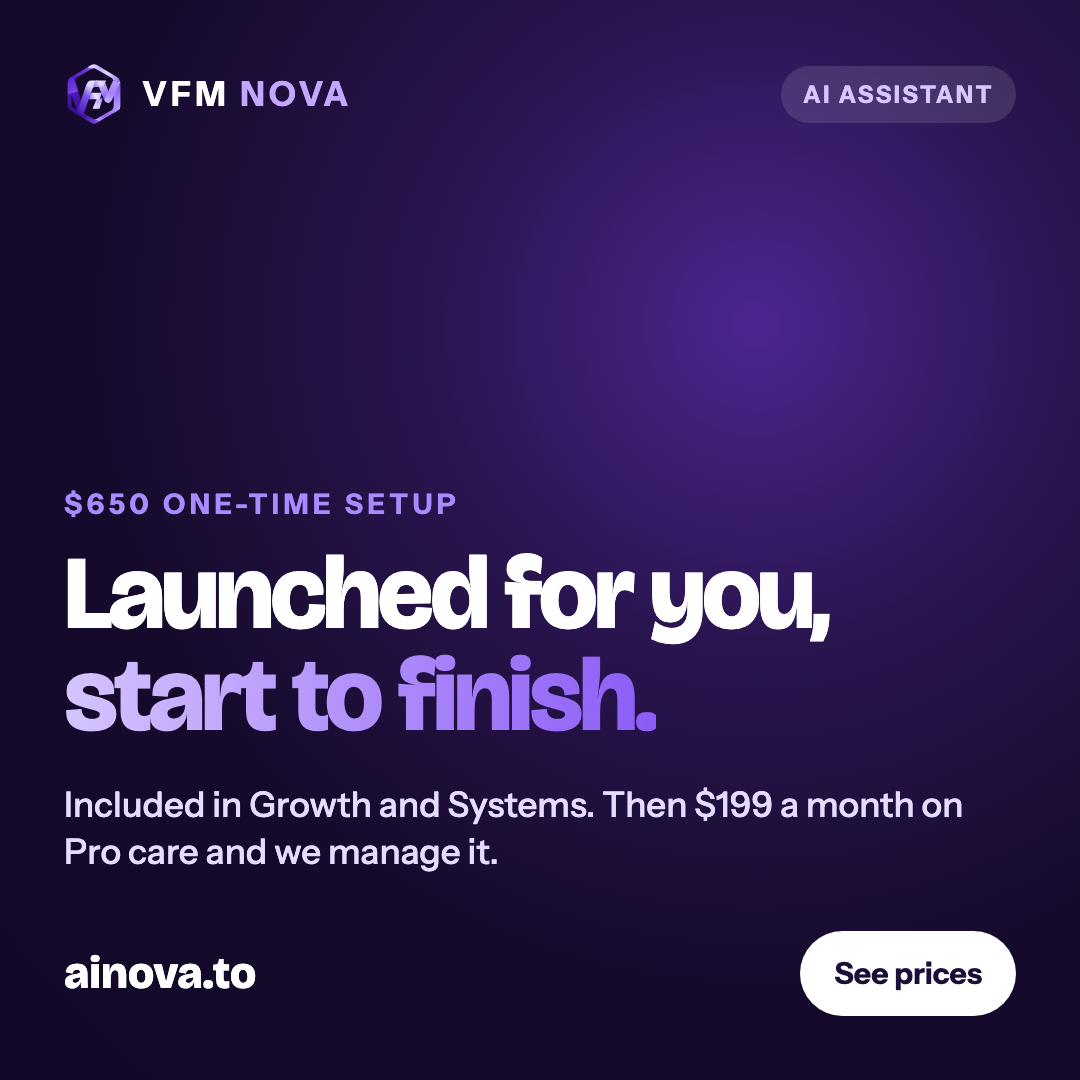 VFM NOVA
AI ASSISTANT
$650 ONE-TIME SETUP
Launched for you,
start to finish.
Included in Growth and Systems. Then $199 a month on
Pro care and we manage it.
ainova.to
See prices